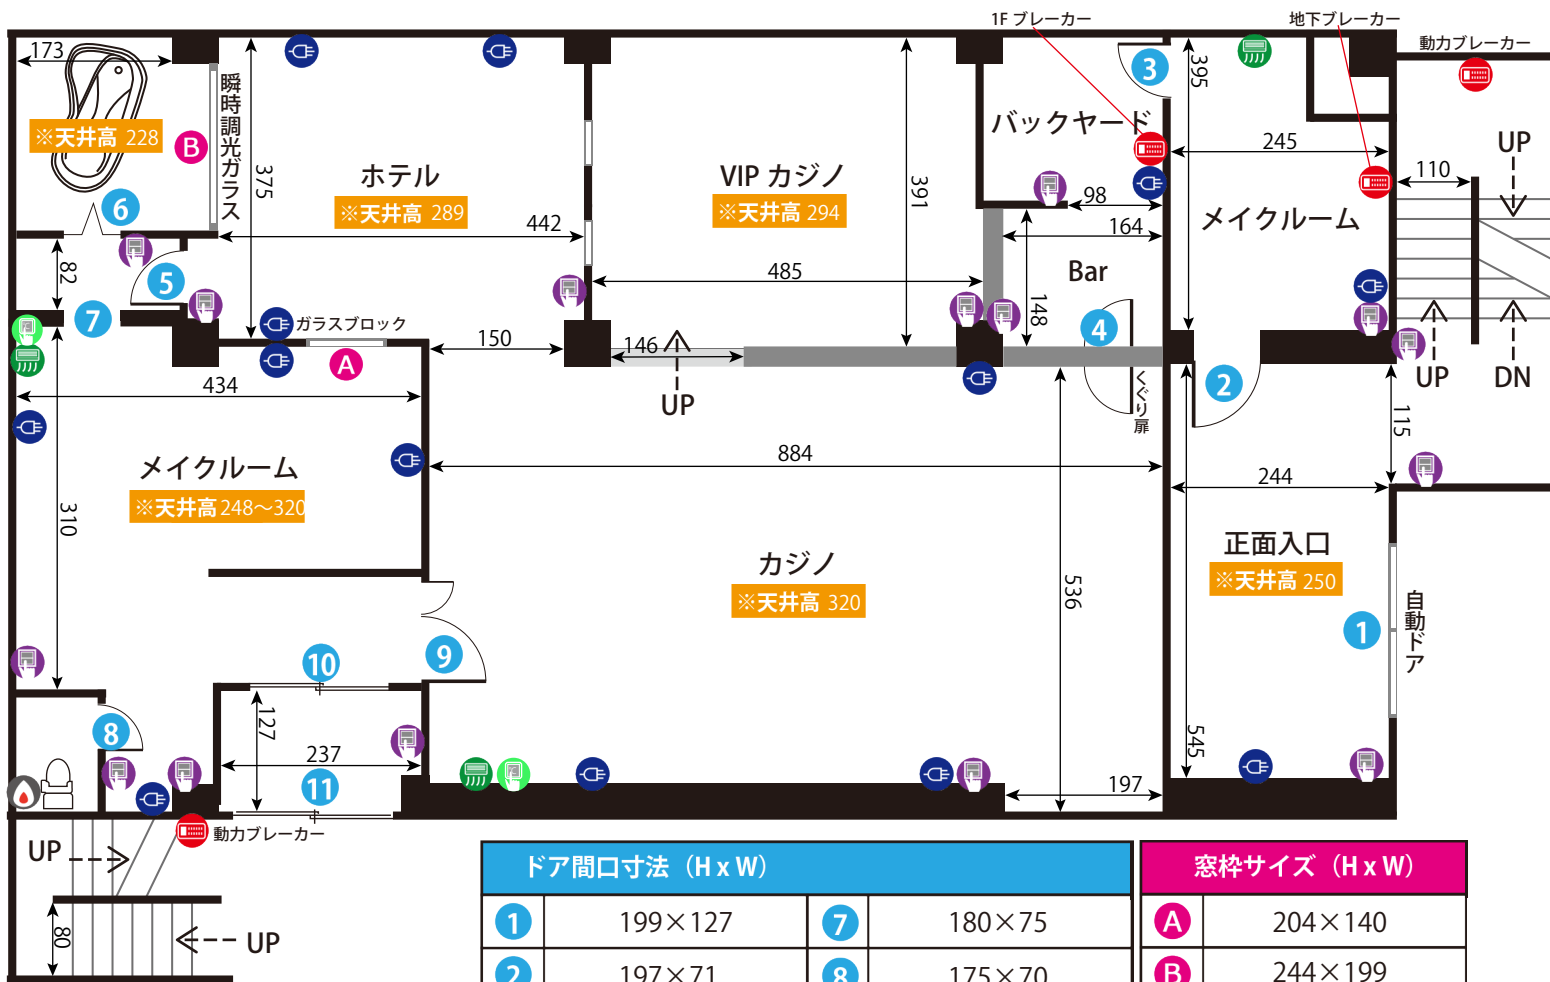 1F ブレーカー
地下ブレーカー
動力ブレーカー
173
※天井高 228
B
瞬時調光ガラス
375
ホテル
※天井高 289
442
VIP カジノ
※天井高 294
391
485
バックヤード
3
395
245
メイクルーム
110
UP
98
164
Bar
148
4
くぐり扉
6
82
5
7
ガラスブロック
A
150
146
UP
434
メイクルーム
※天井高 248〜320
310
884
カジノ
※天井高 320
536
2
UP
DN
115
244
正面入口
※天井高 250
1
自動ドア
545
10
9
8
127
237
11
197
動力ブレーカー
UP
80
UP
ドア間口寸法（H x W）
1 199×127 7 180×75
2 197×71 8 175×70
窓枠サイズ（H x W）
A 204×140
B 244×199